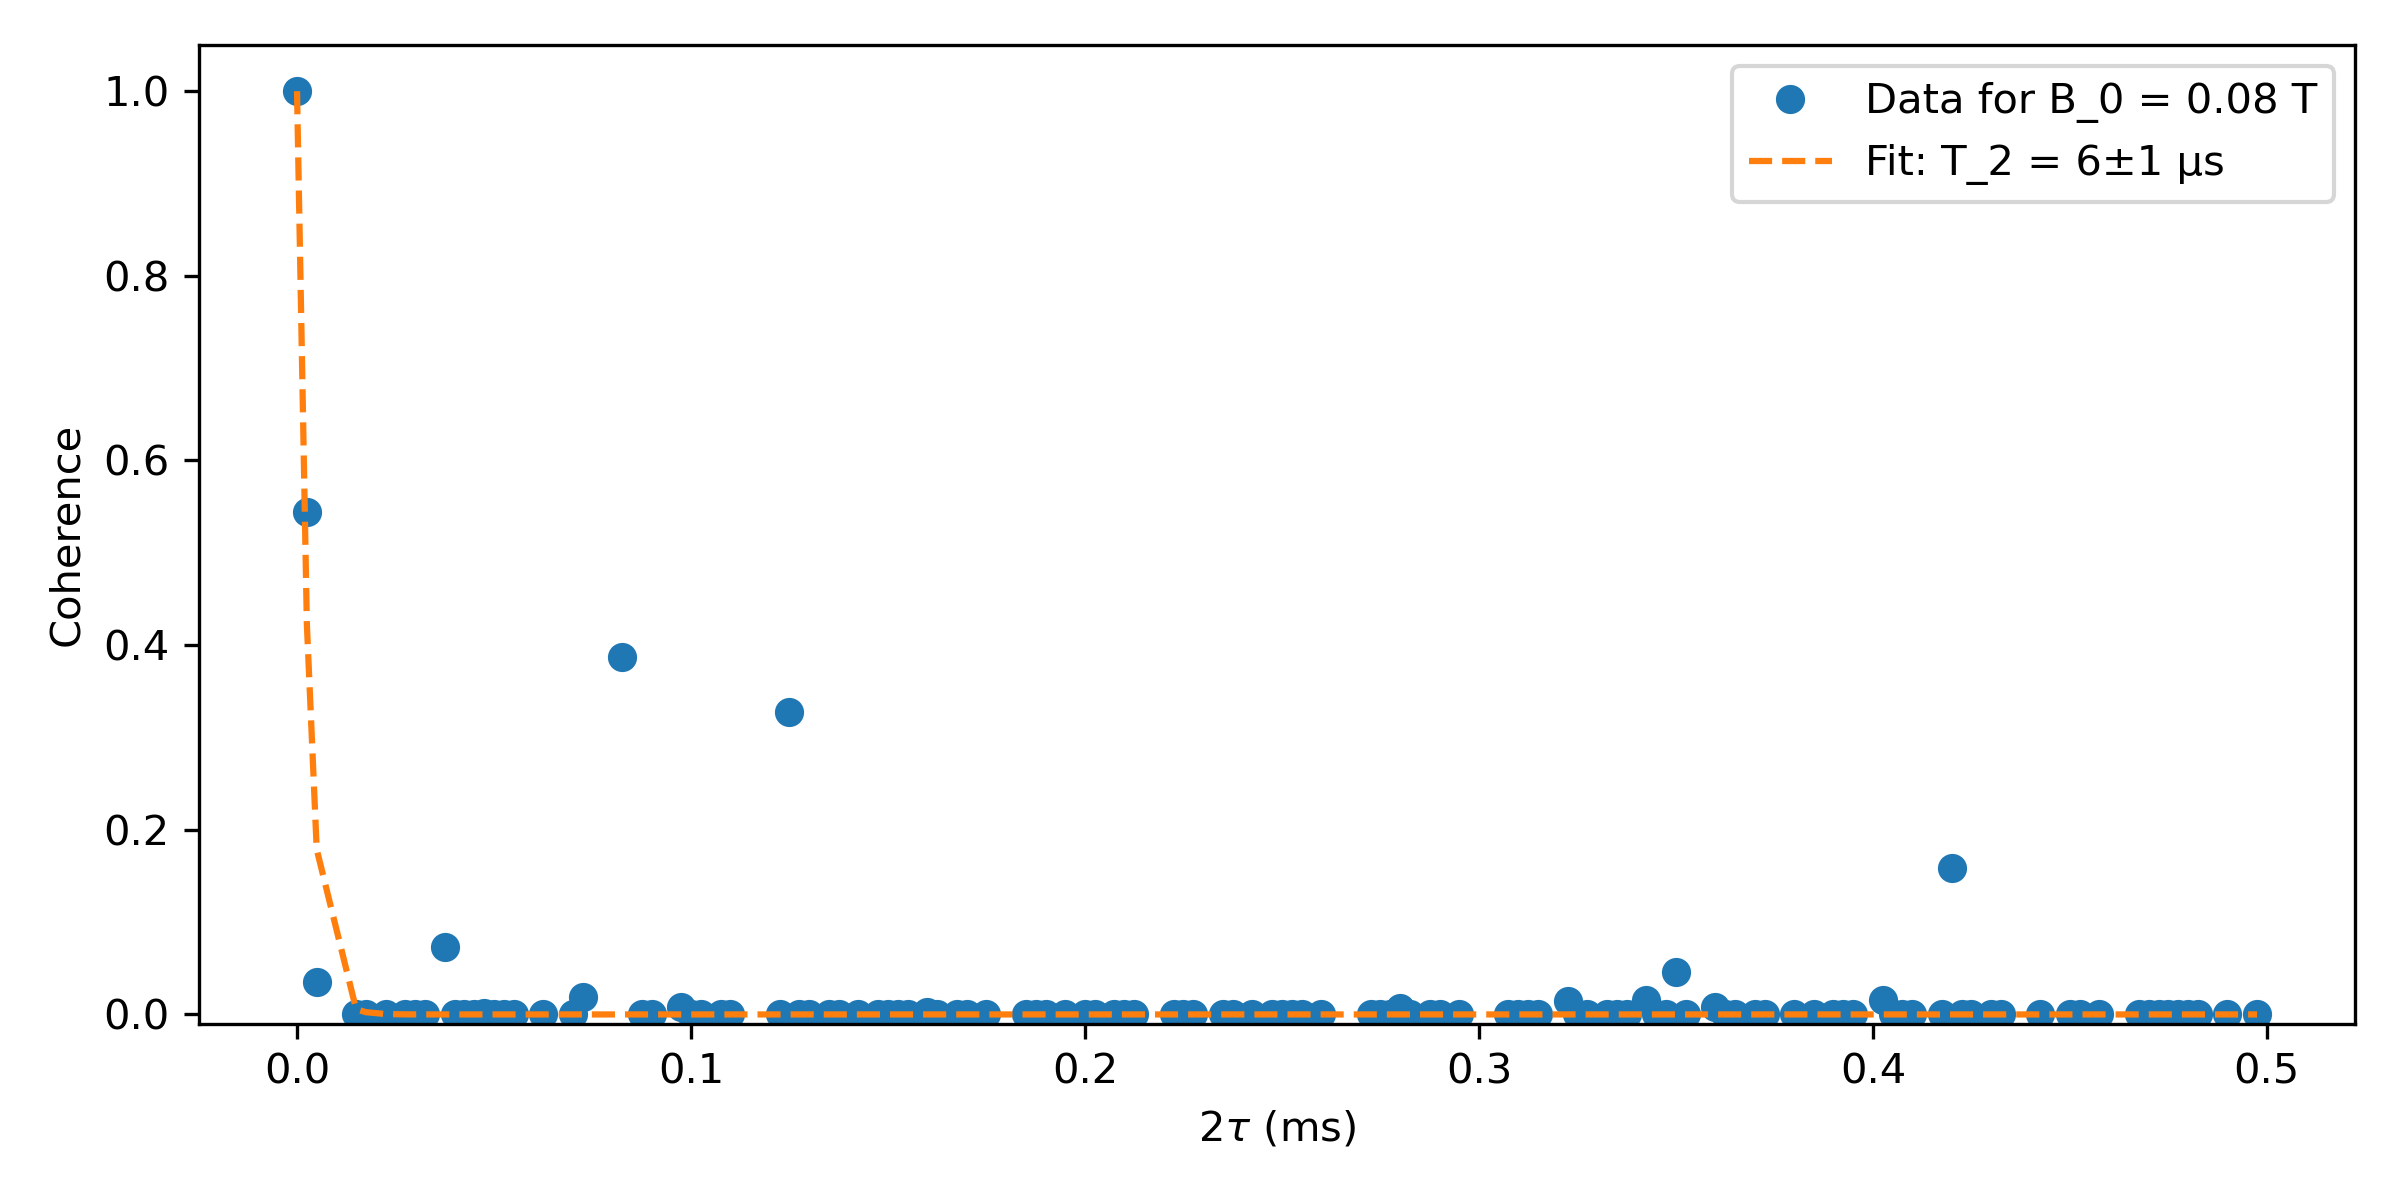 Data for B_0 = 0.08 T
Fit: T_2 = 6±1 μs
Coherence
1.0
0.8
0.6
0.4
0.2
0.0
0.0 0.1 0.2 0.3 0.4 0.5
2τ (ms)